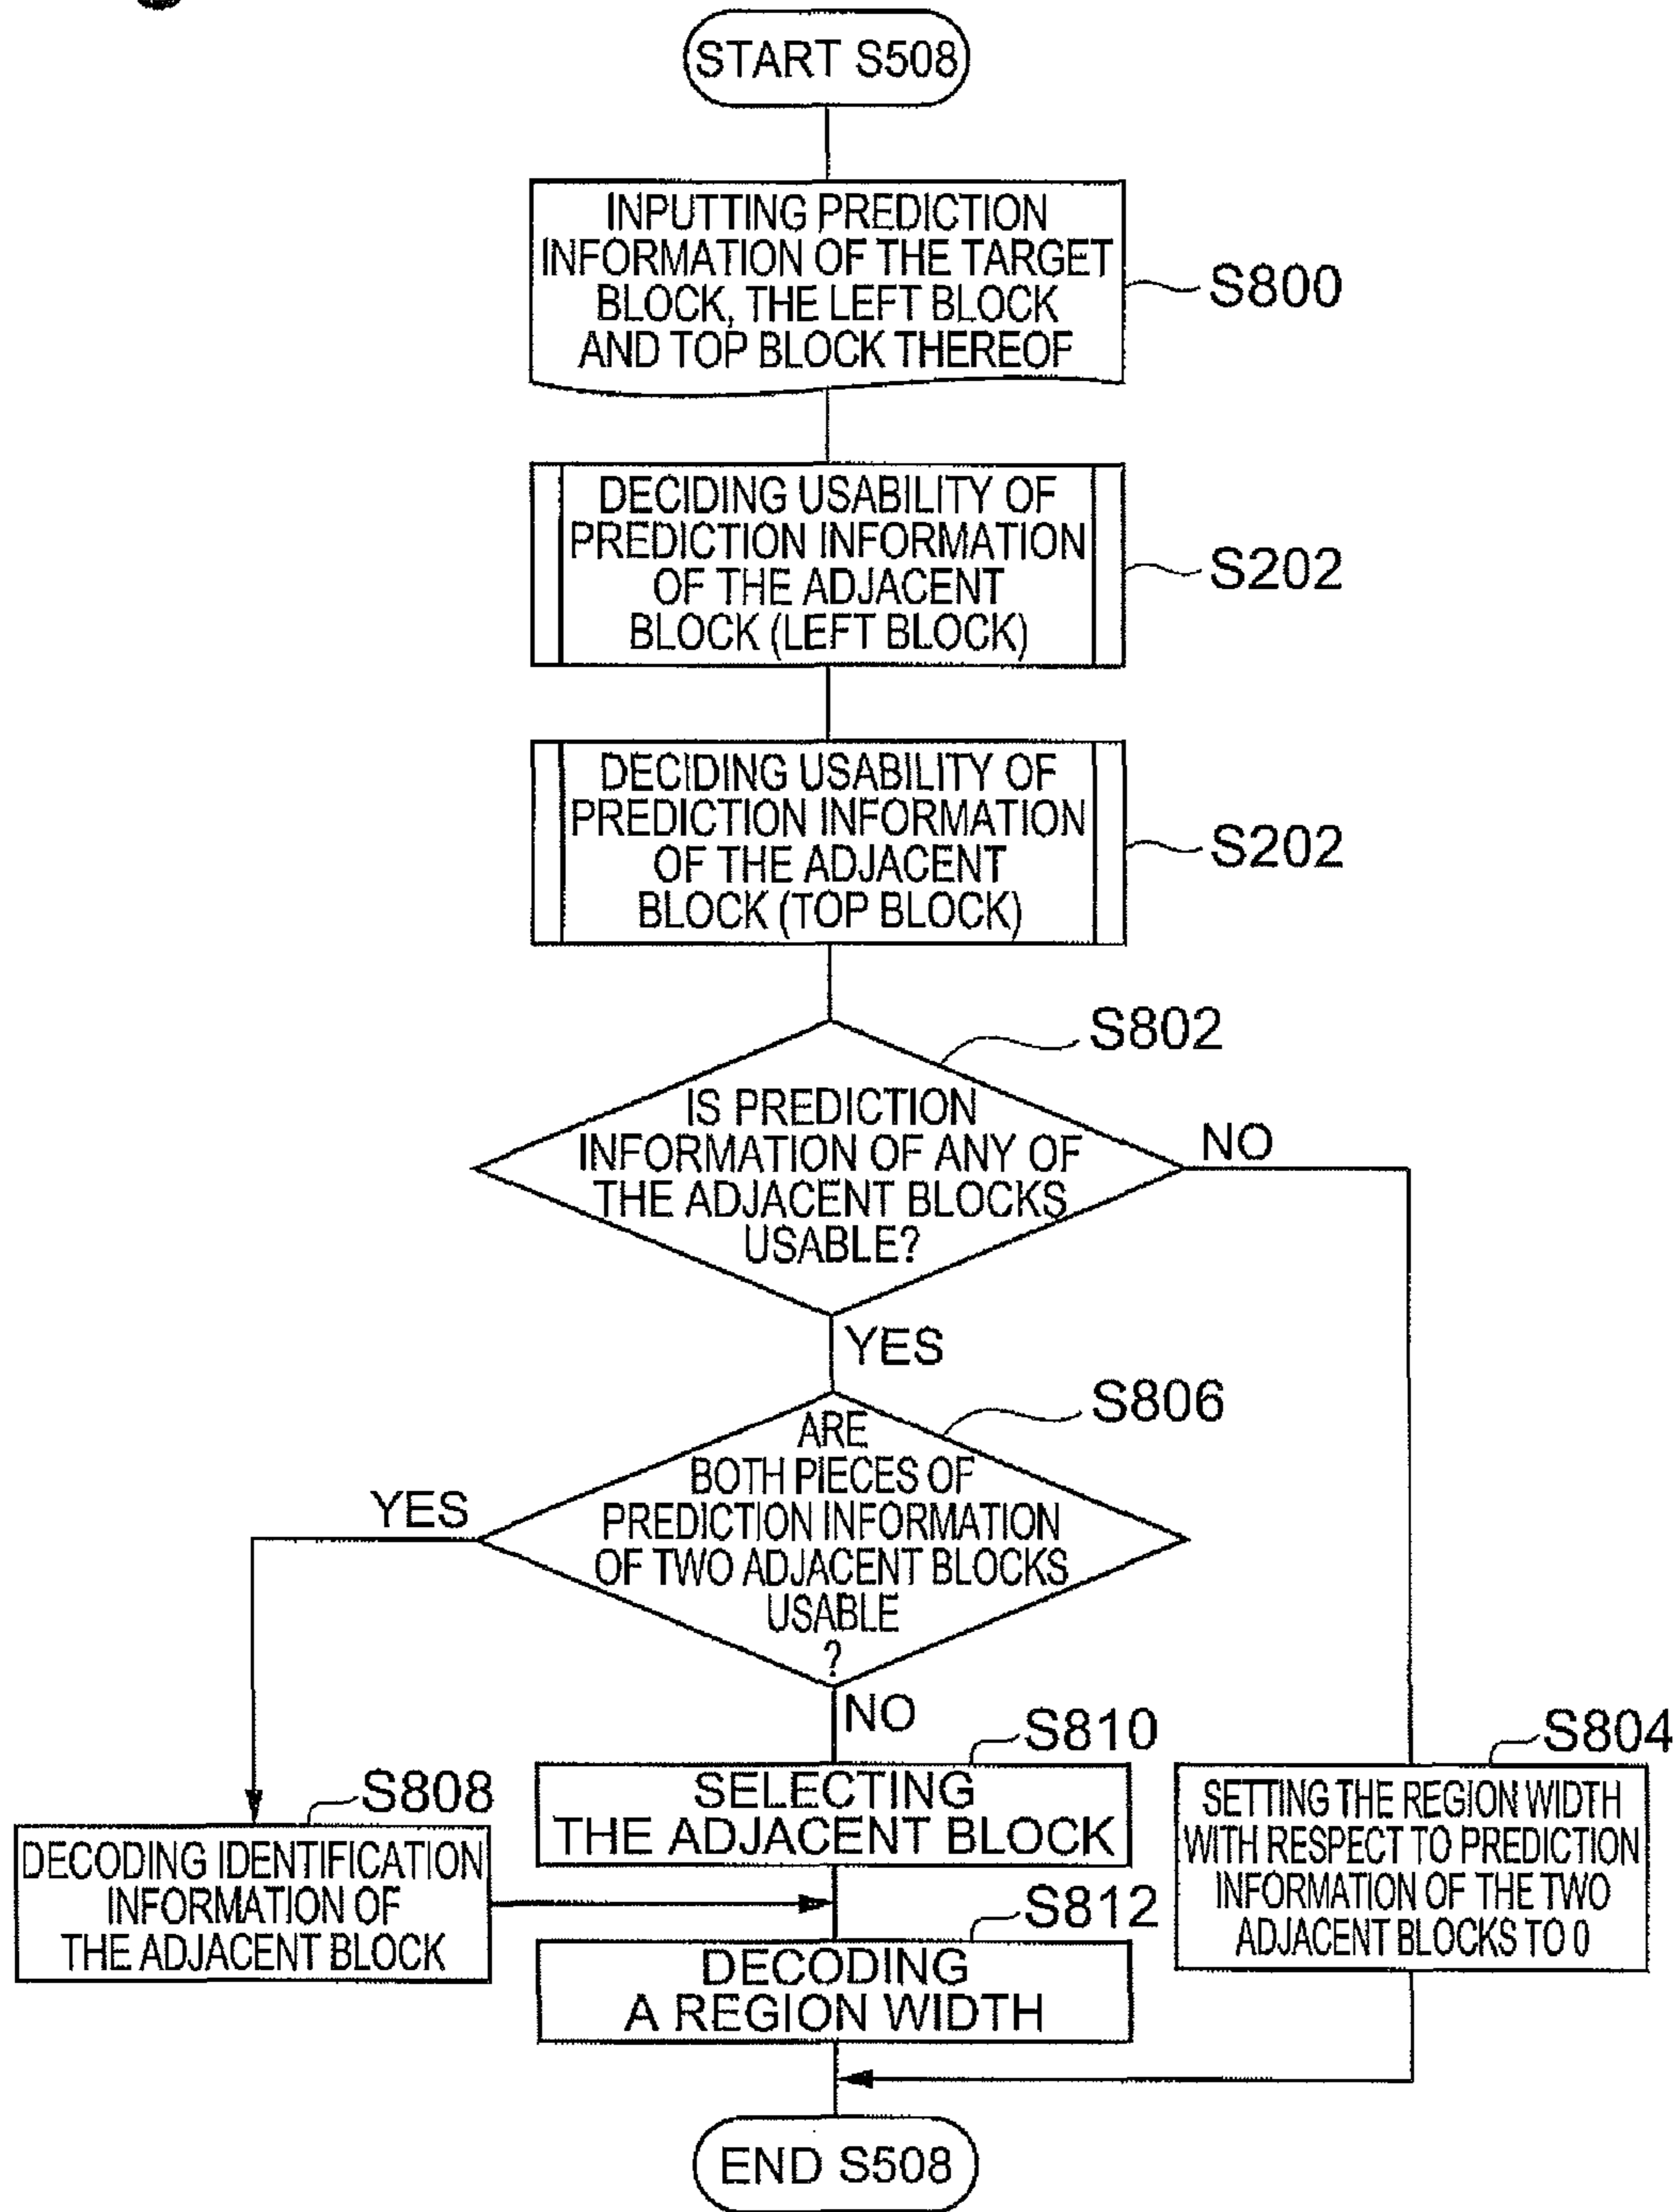 START S508
INPUTTING PREDICTION
INFORMATION OF THE TARGET
BLOCK, THE LEFT BLOCK
AND TOP BLOCK THEREOF
S800
DECIDING USABILITY OF
PREDICTION INFORMATION
OF THE ADJACENT
BLOCK (LEFT BLOCK)
S202
DECIDING USABILITY OF
PREDICTION INFORMATION
OF THE ADJACENT
BLOCK (TOP BLOCK)
S202
S802
IS PREDICTION
INFORMATION OF ANY OF
THE ADJACENT BLOCKS
USABLE?
NO
YES
S806
ARE
BOTH PIECES OF
PREDICTION INFORMATION
OF TWO ADJACENT BLOCKS
USABLE
?
YES
NO
S810
SELECTING
THE ADJACENT BLOCK
S804
SETTING THE REGION WIDTH
WITH RESPECT TO PREDICTION
INFORMATION OF THE TWO
ADJACENT BLOCKS TO 0
S808
DECODING IDENTIFICATION
INFORMATION OF
THE ADJACENT BLOCK
S812
DECODING
A REGION WIDTH
END S508